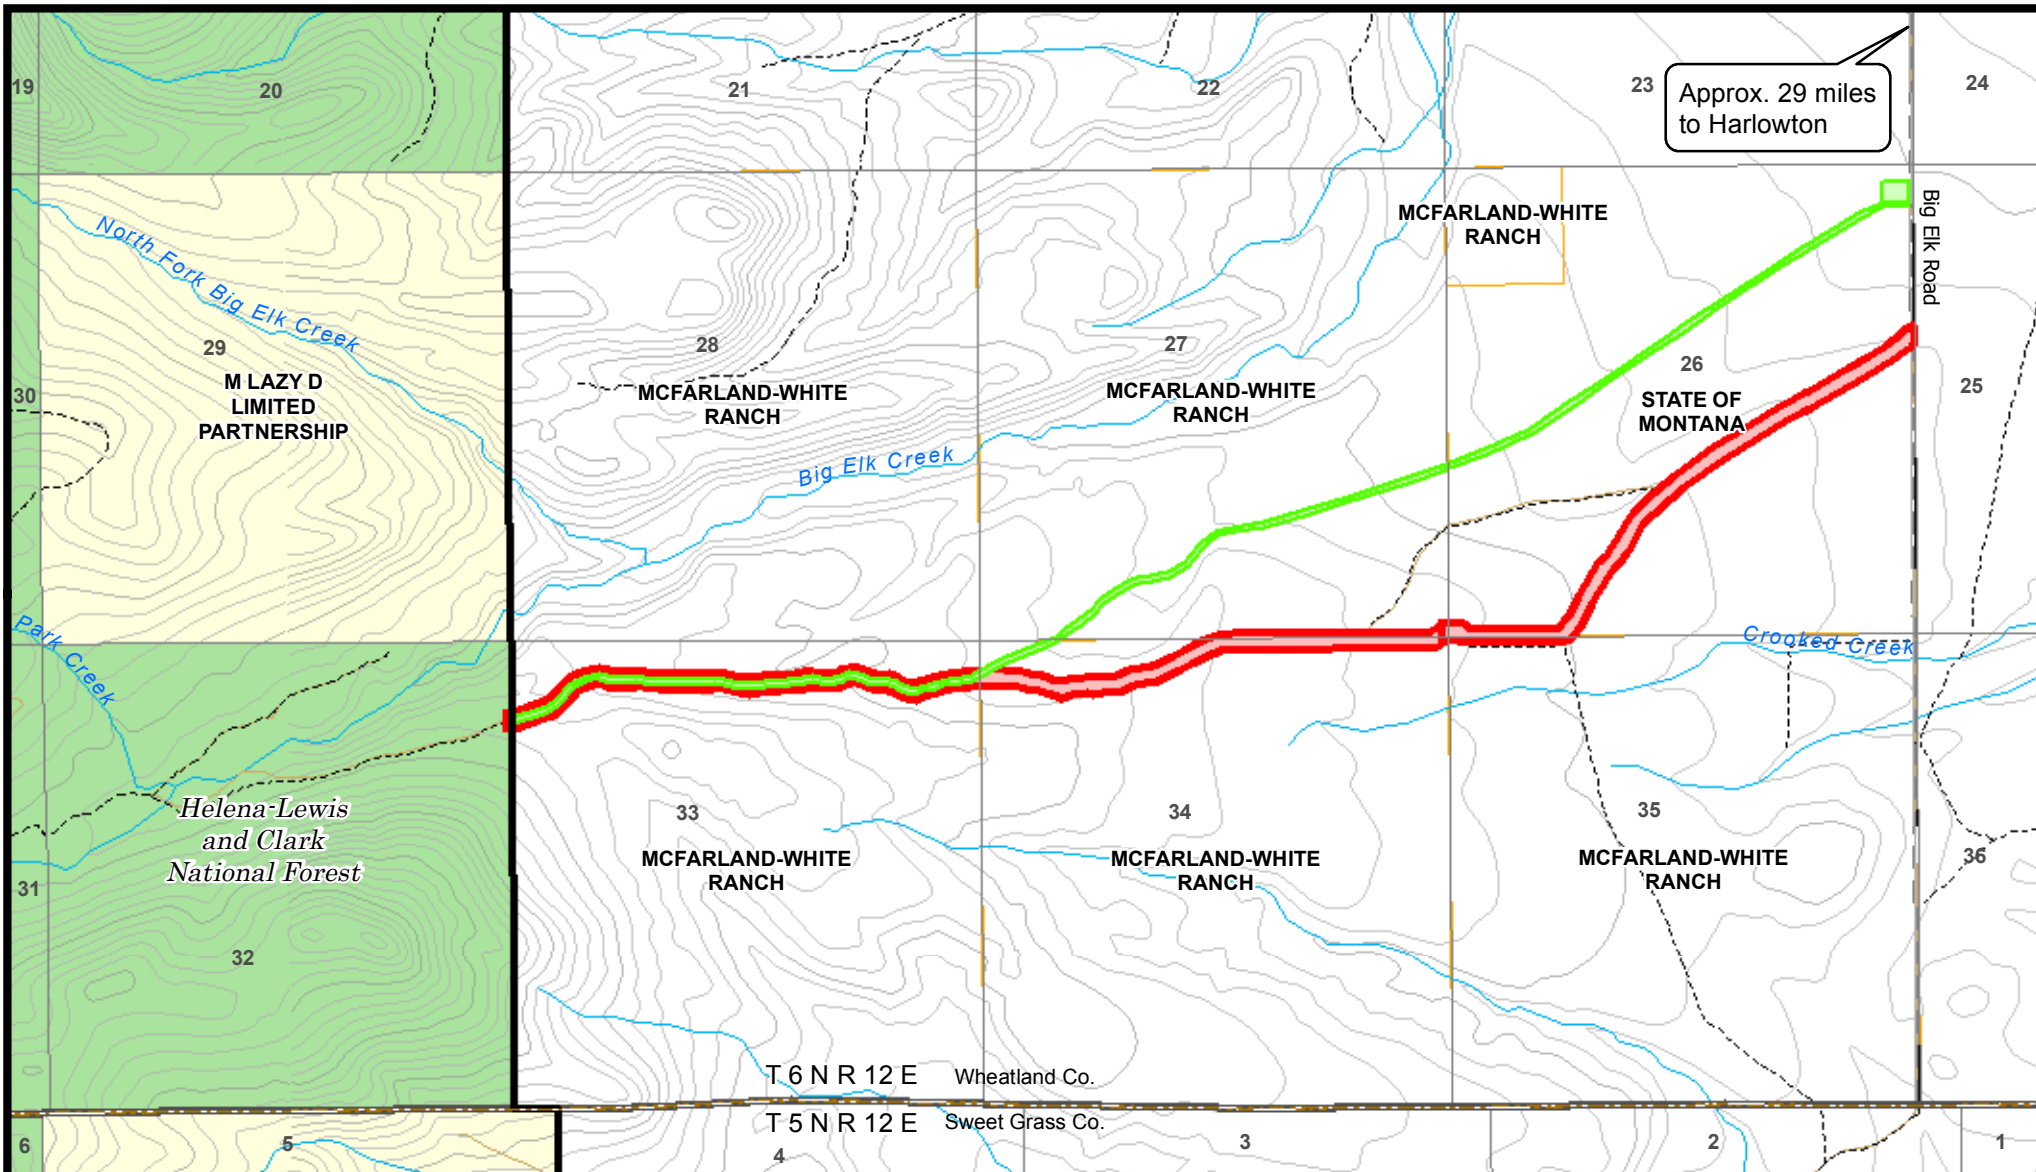 19
20
21
22
23
24
Approx. 29 miles
to Harlowton
Big Elk Road
North Fork Big Elk Creek
MCFARLAND-WHITE
RANCH
29
28
27
26
25
30
M LAZY D
LIMITED
PARTNERSHIP
MCFARLAND-WHITE
RANCH
MCFARLAND-WHITE
RANCH
STATE OF
MONTANA
Big Elk Creek
Park Creek
Crooked Creek
Helena-Lewis
and Clark
National Forest
33
34
35
36
MCFARLAND-WHITE
RANCH
MCFARLAND-WHITE
RANCH
MCFARLAND-WHITE
RANCH
31
32
T 6 N R 12 E Wheatland Co.
T 5 N R 12 E Sweet Grass Co.
6
5
4
3
2
1